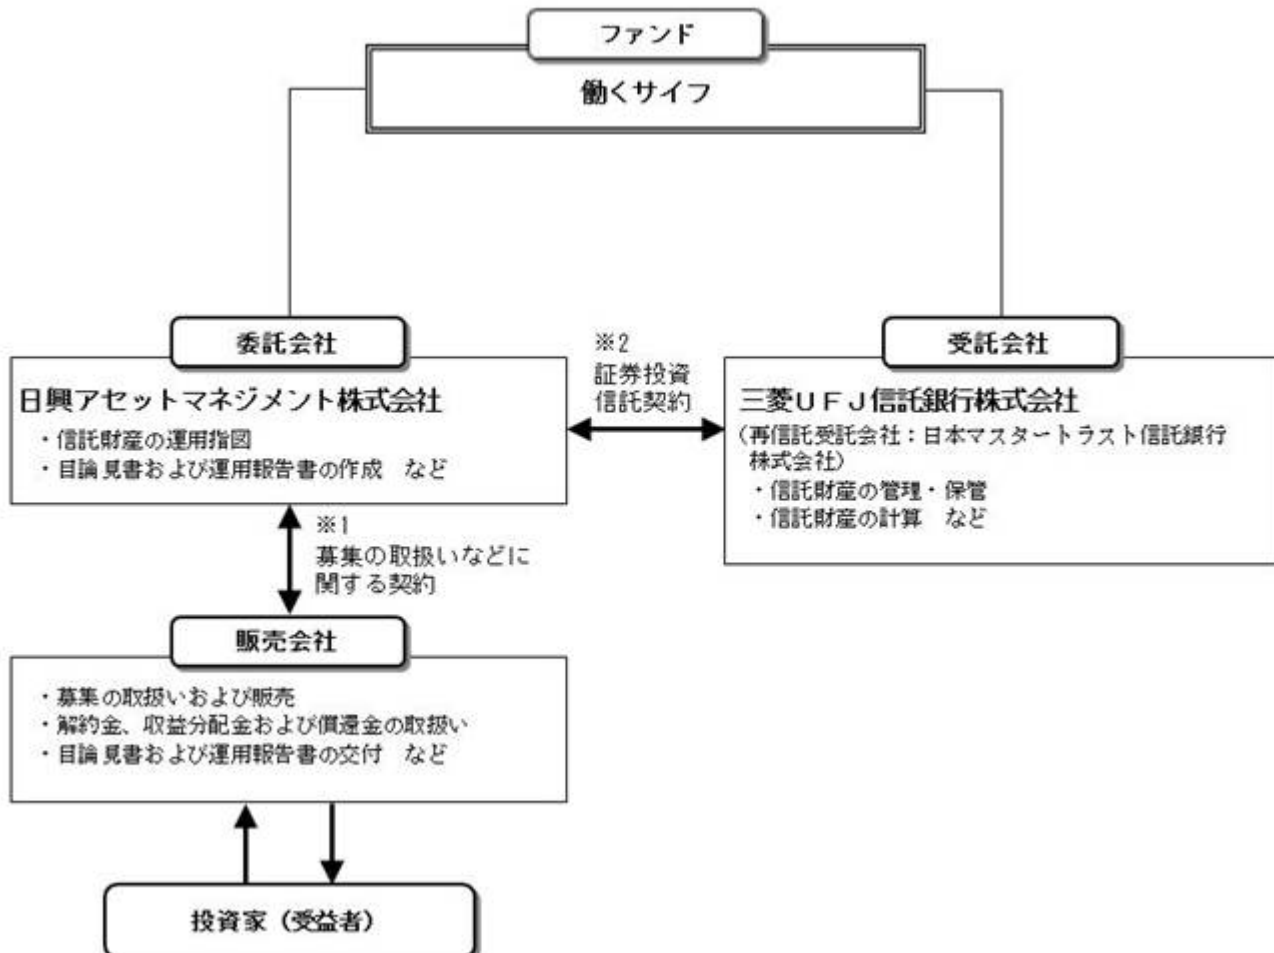 ファンド
働くサイフ
委託会社
日興アセットマネジメント株式会社
・信託財産の運用指図
・目論見書および運用報告書の作成　など
※2
証券投資
信託契約
受託会社
三菱ＵＦＪ信託銀行株式会社
（再信託受託会社：日本マスタートラスト信託銀行
株式会社）
・信託財産の管理・保管
・信託財産の計算　など
※1
募集の取扱いなどに
関する契約
販売会社
・募集の取扱いおよび販売
・解約金、収益分配金および償還金の取扱い
・目論見書および運用報告書の交付　など
投資家（受益者）